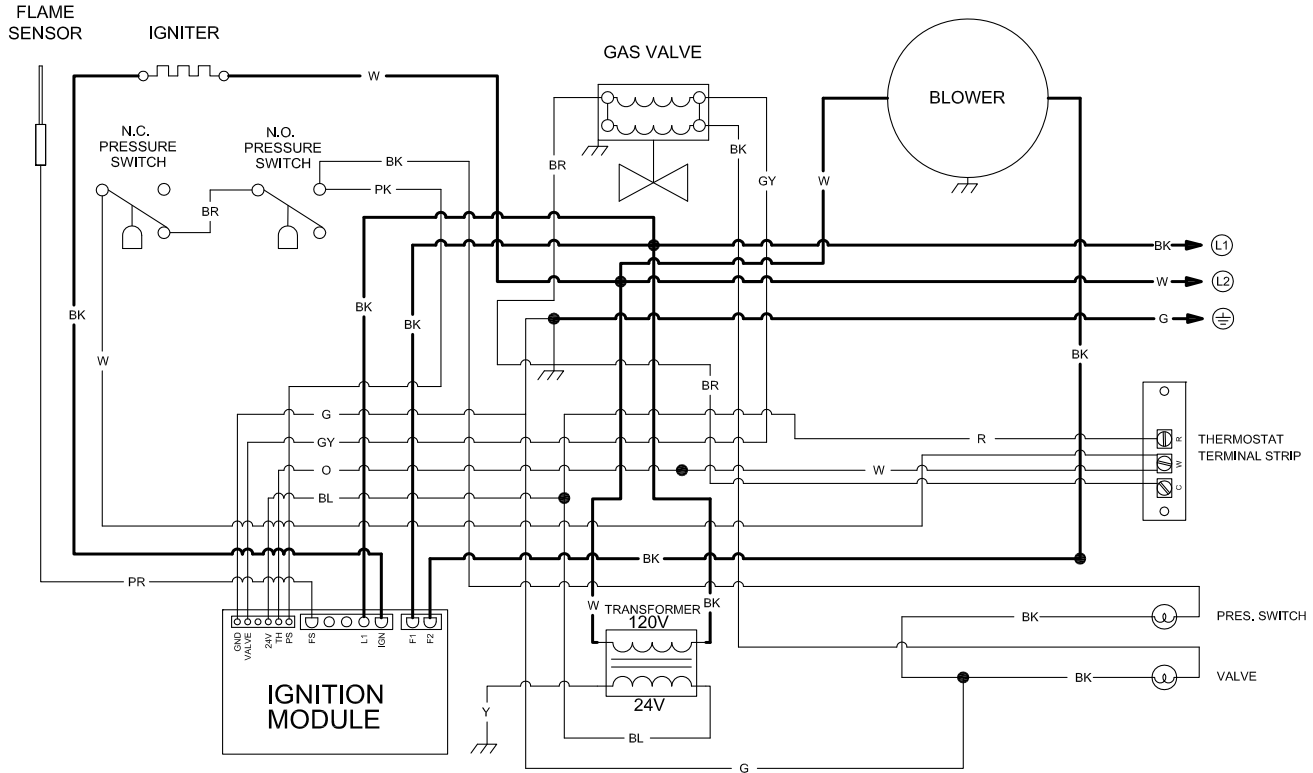 FLAME
SENSOR
IGNITER
GAS VALVE
BLOWER
W
N.C.
PRESSURE
SWITCH
N.O.
PRESSURE
SWITCH
BK
PK
BR
BR
BK
GY
W
BK
L1
W
L2
G
BK
BK
BK
W
BK
BR
G
GY
O
BL
R
W
R
W
C
THERMOSTAT
TERMINAL STRIP
BK
PR
W
TRANSFORMER
BK
120V
24V
GND
VALVE
24V
TH
PS
FS
L1
IGN
F1
F2
IGNITION
MODULE
Y
BL
G
BK
PRES. SWITCH
BK
VALVE